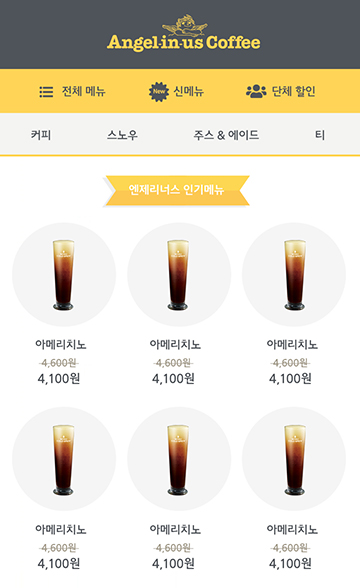 Angel-in-us Coffee
전체 메뉴 New 신메뉴 단체 할인
커피 스노우 주스 & 에이드 티
엔제리너스 인기메뉴
아메리치노 아메리치노 아메리치노
4,600원 4,600원 4,600원
4,100원 4,100원 4,100원
아메리치노 아메리치노 아메리치노
4,600원 4,600원 4,600원
4,100원 4,100원 4,100원